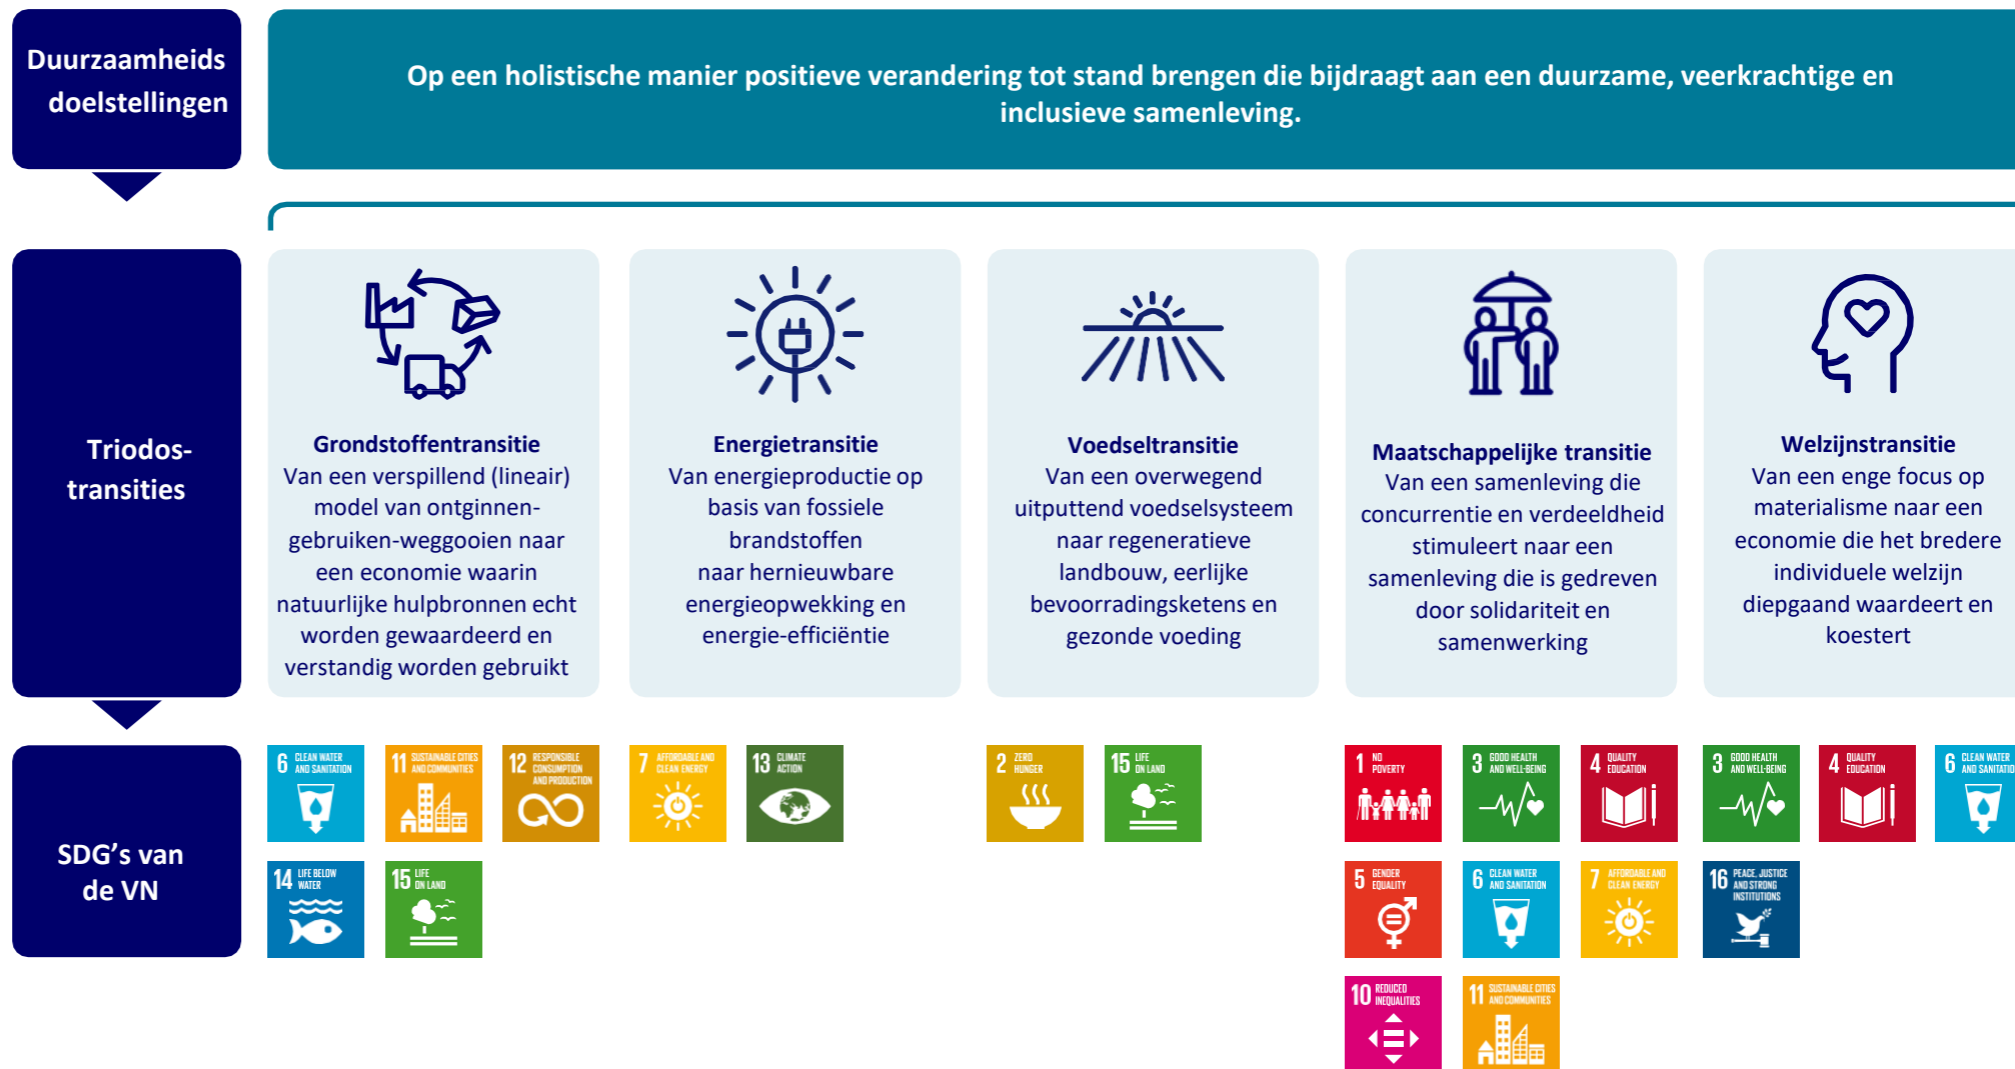 Duurzaamheids
doelstellingen
Op een holistische manier positieve verandering tot stand brengen die bijdraagt aan een duurzame, veerkrachtige en
inclusieve samenleving.
Triodos-
transities
Grondstoffentransitie
Van een verspillend (lineair)
model van ontginnen-
gebruiken-weggooien naar
een economie waarin
natuurlijke hulpbronnen echt
worden gewaardeerd en
verstandig worden gebruikt
Energietransitie
Van energieproductie op
basis van fossiele
brandstoffen
naar hernieuwbare
energieopwekking en
energie-efficiëntie
Voedseltransitie
Van een overwegend
uitputtend voedselsysteem
naar regeneratieve
landbouw, eerlijke
bevoorradingsketens en
gezonde voeding
Maatschappelijke transitie
Van een samenleving die
concurrentie en verdeeldheid
stimuleert naar een
samenleving die is gedreven
door solidariteit en
samenwerking
Welzijnstransitie
Van een enge focus op
materialisme naar een
economie die het bredere
individuele welzijn
diepgaand waardeert en
koestert
SDG's van
de VN
6 CLEAN WATER
AND SANITATION
11 SUSTAINABLE CITIES
AND COMMUNITIES
12 RESPONSIBLE
CONSUMPTION
AND PRODUCTION
14 LIFE BELOW
WATER
15 LIFE
ON LAND
7 AFFORDABLE AND
CLEAN ENERGY
13 CLIMATE
ACTION
2 ZERO
HUNGER
15 LIFE
ON LAND
1 NO
POVERTY
3 GOOD HEALTH
AND WELL-BEING
4 QUALITY
EDUCATION
5 GENDER
EQUALITY
6 CLEAN WATER
AND SANITATION
7 AFFORDABLE AND
CLEAN ENERGY
10 REDUCED
INEQUALITIES
11 SUSTAINABLE CITIES
AND COMMUNITIES
3 GOOD HEALTH
AND WELL-BEING
4 QUALITY
EDUCATION
6 CLEAN WATER
AND SANITATIO
16 PEACE, JUSTICE
AND STRONG
INSTITUTIONS